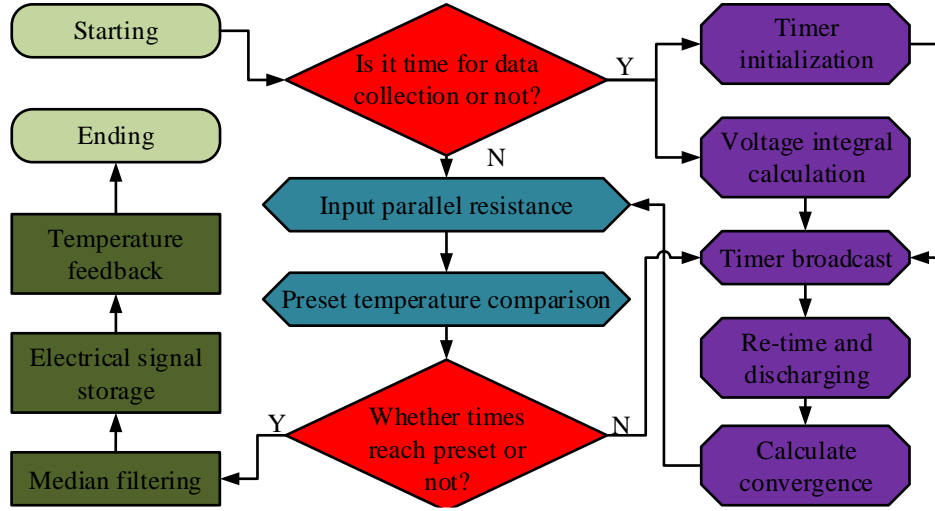 Starting
Is it time for data
collection or not?
Y
N
Timer
initialization
Ending
Voltage integral
calculation
Input parallel resistance
Temperature
feedback
Timer broadcast
Preset temperature comparison
Electrical signal
storage
Re-time and
discharging
Whether times
reach preset or
not?
Y
N
Median filtering
Calculate
convergence